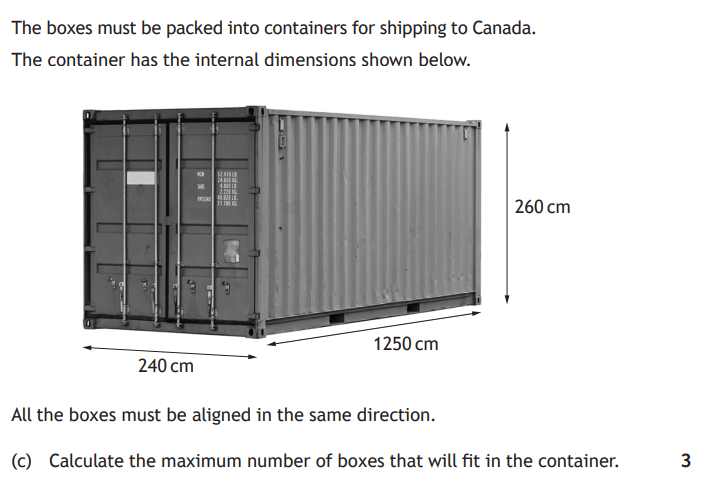 The boxes must be packed into containers for shipping to Canada.
The container has the internal dimensions shown below.
260 cm
1250 cm
240 cm
All the boxes must be aligned in the same direction.
(c) Calculate the maximum number of boxes that will fit in the container. 3